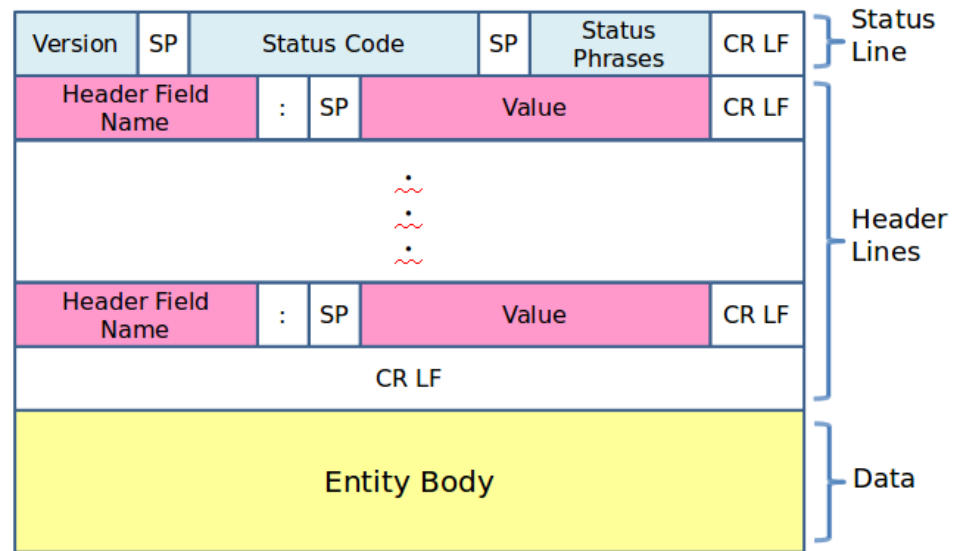 Version SP Status Code SP Status Phrases CR LF
Status Line
Header Field Name : SP Value CR LF
.
.
.
Header Lines
Header Field Name : SP Value CR LF
CR LF
Entity Body
Data